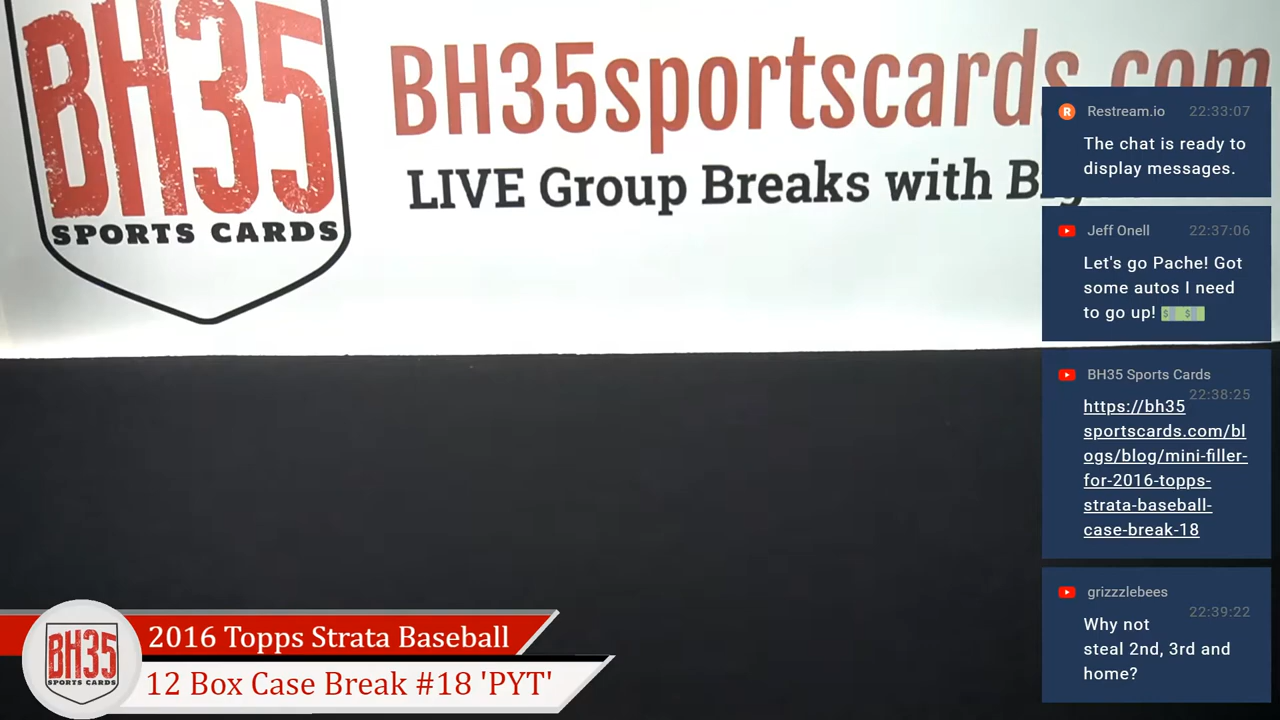 BH35
SPORTS CARDS
BH35sportscards.com
LIVE Group Breaks with
Restream.io 22:33:07
The chat is ready to
display messages.
Jeff Onell 22:37:06
Let's go Pache! Got
some autos I need
to go up!
BH35 Sports Cards
22:38:25
https://bh35
sportscards.com/bl
ogs/blog/mini-filler-
for-2016-topps-
strata-baseball-
case-break-18
grizzzlebees
22:39:22
Why not
steal 2nd, 3rd and
home?
BH35
SPORTS CARDS
2016 Topps Strata Baseball
12 Box Case Break #18 'PYT'